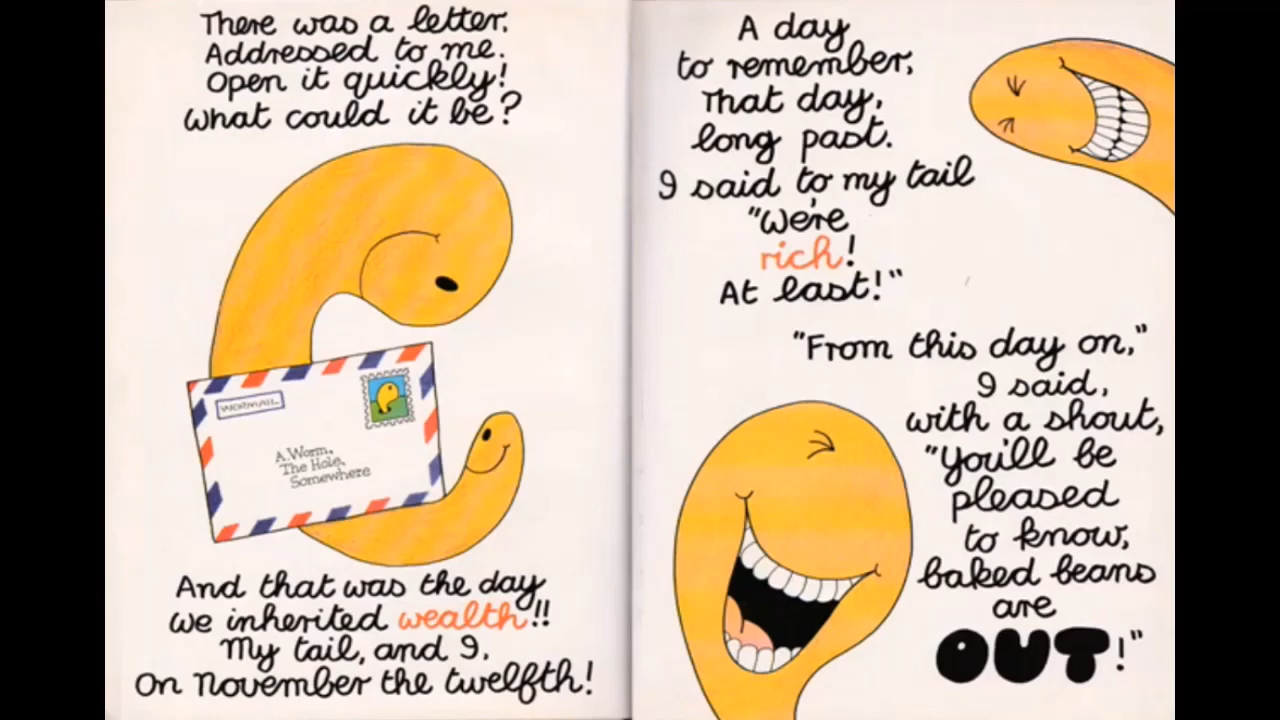 There was a letter.
Addressed to me.
Open it quickly!
What could it be?
WORMAIL
A.Worm,
The Hole,
Somewhere
And that was the day
we inherited wealth!!
My tail, and I,
On November the twelfth!
A day
to remember,
That day,
long past.
I said to my tail
"We're
rich!
At last!"
"From this day on,"
I said,
with a shout,
"You'll be
pleased
to know,
baked beans
are
OUT!"